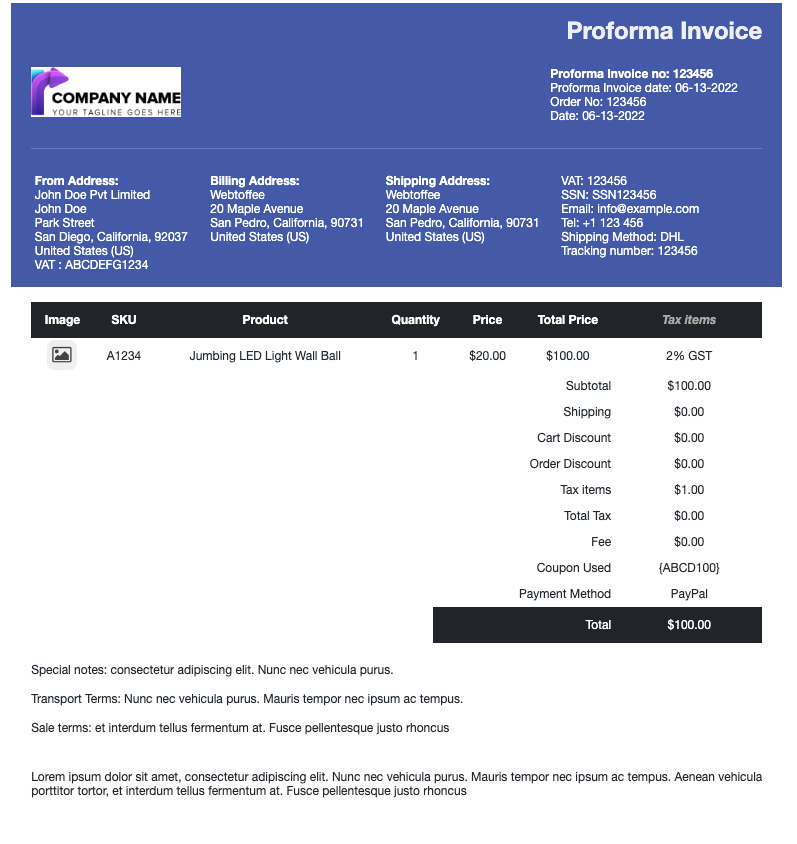 Proforma Invoice
COMPANY NAME
YOUR TAGLINE GOES HERE
Proforma Invoice no: 123456
Proforma Invoice date: 06-13-2022
Order No: 123456
Date: 06-13-2022
From Address:
John Doe Pvt Limited
John Doe
Park Street
San Diego, California, 92037
United States (US)
VAT : ABCDEFG1234
Billing Address:
Webtoffee
20 Maple Avenue
San Pedro, California, 90731
United States (US)
Shipping Address:
Webtoffee
20 Maple Avenue
San Pedro, California, 90731
United States (US)
VAT: 123456
SSN: SSN123456
Email: info@example.com
Tel: +1 123 456
Shipping Method: DHL
Tracking number: 123456
Image SKU Product Quantity Price Total Price Tax items
A1234 Jumbing LED Light Wall Ball 1 $20.00 $100.00 2% GST
Subtotal $100.00
Shipping $0.00
Cart Discount $0.00
Order Discount $0.00
Tax items $1.00
Total Tax $0.00
Fee $0.00
Coupon Used {ABCD100}
Payment Method PayPal
Total $100.00
Special notes: consectetur adipiscing elit. Nunc nec vehicula purus.
Transport Terms: Nunc nec vehicula purus. Mauris tempor nec ipsum ac tempus.
Sale terms: et interdum tellus fermentum at. Fusce pellentesque justo rhoncus
Lorem ipsum dolor sit amet, consectetur adipiscing elit. Nunc nec vehicula purus. Mauris tempor nec ipsum ac tempus. Aenean vehicula
porttitor tortor, et interdum tellus fermentum at. Fusce pellentesque justo rhoncus